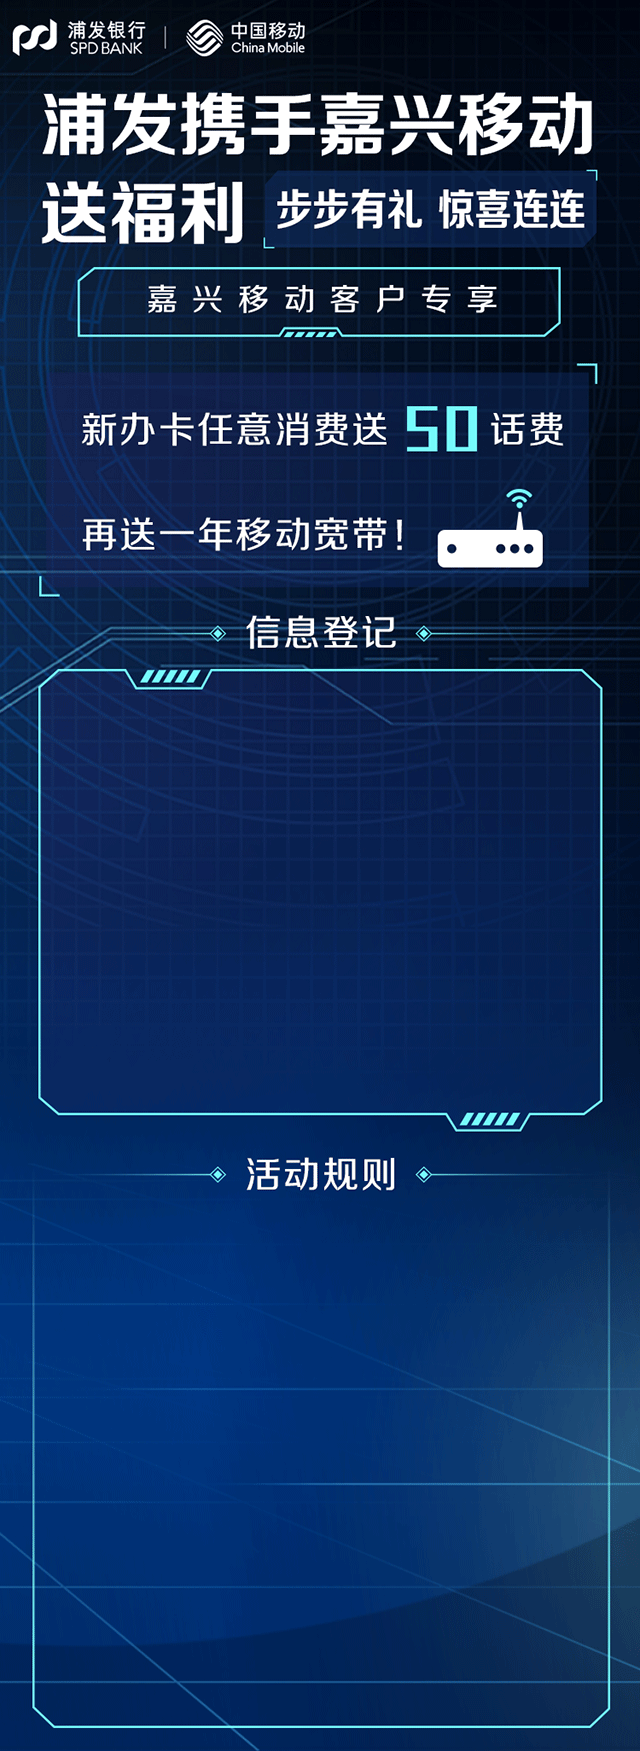 浦发银行 中国移动
SPD BANK China Mobile
浦发携手嘉兴移动
送福利 步步有礼 惊喜连连
嘉兴移动客户专享
新办卡任意消费送 50 话费
再送一年移动宽带!
信息登记
活动规则